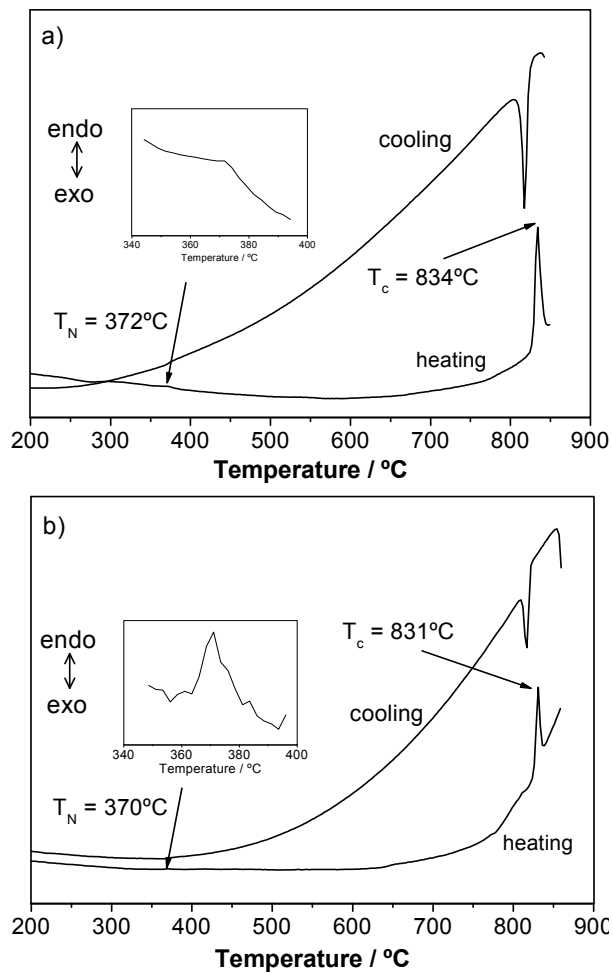 a)
endo
exo
cooling
340 360 380 400
Temperature / ºC
T_c = 834ºC
T_N = 372ºC
heating
200 300 400 500 600 700 800 900
Temperature / ºC
b)
endo
exo
T_c = 831ºC
cooling
340 360 380 400
Temperature / ºC
T_N = 370ºC
heating
200 300 400 500 600 700 800 900
Temperature / ºC